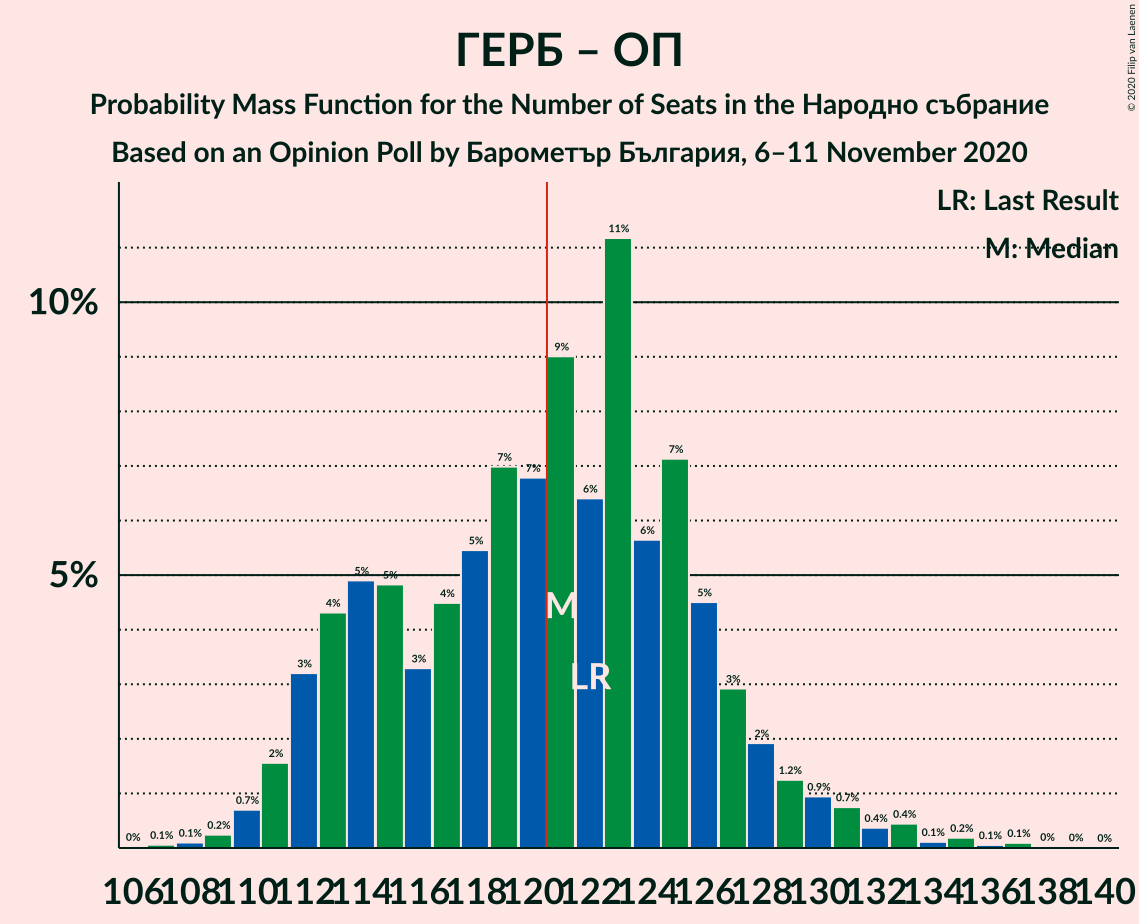 ГЕРБ – ОП
Probability Mass Function for the Number of Seats in the Народно събрание
Based on an Opinion Poll by Барометър България, 6–11 November 2020
© 2020 Filip van Laenen
LR: Last Result
M: Median
10%
5%
0% 0.1% 0.1% 0.2% 0.7% 2% 3% 4% 5% 5% 3% 4% 5% 7% 7% 9% 6% 11% 6% 7% 5% 3% 2% 1.2% 0.9% 0.7% 0.4% 0.4% 0.1% 0.2% 0.1% 0.1% 0% 0% 0%
M
LR
106 108 110 112 114 116 118 120 122 124 126 128 130 132 134 136 138 140